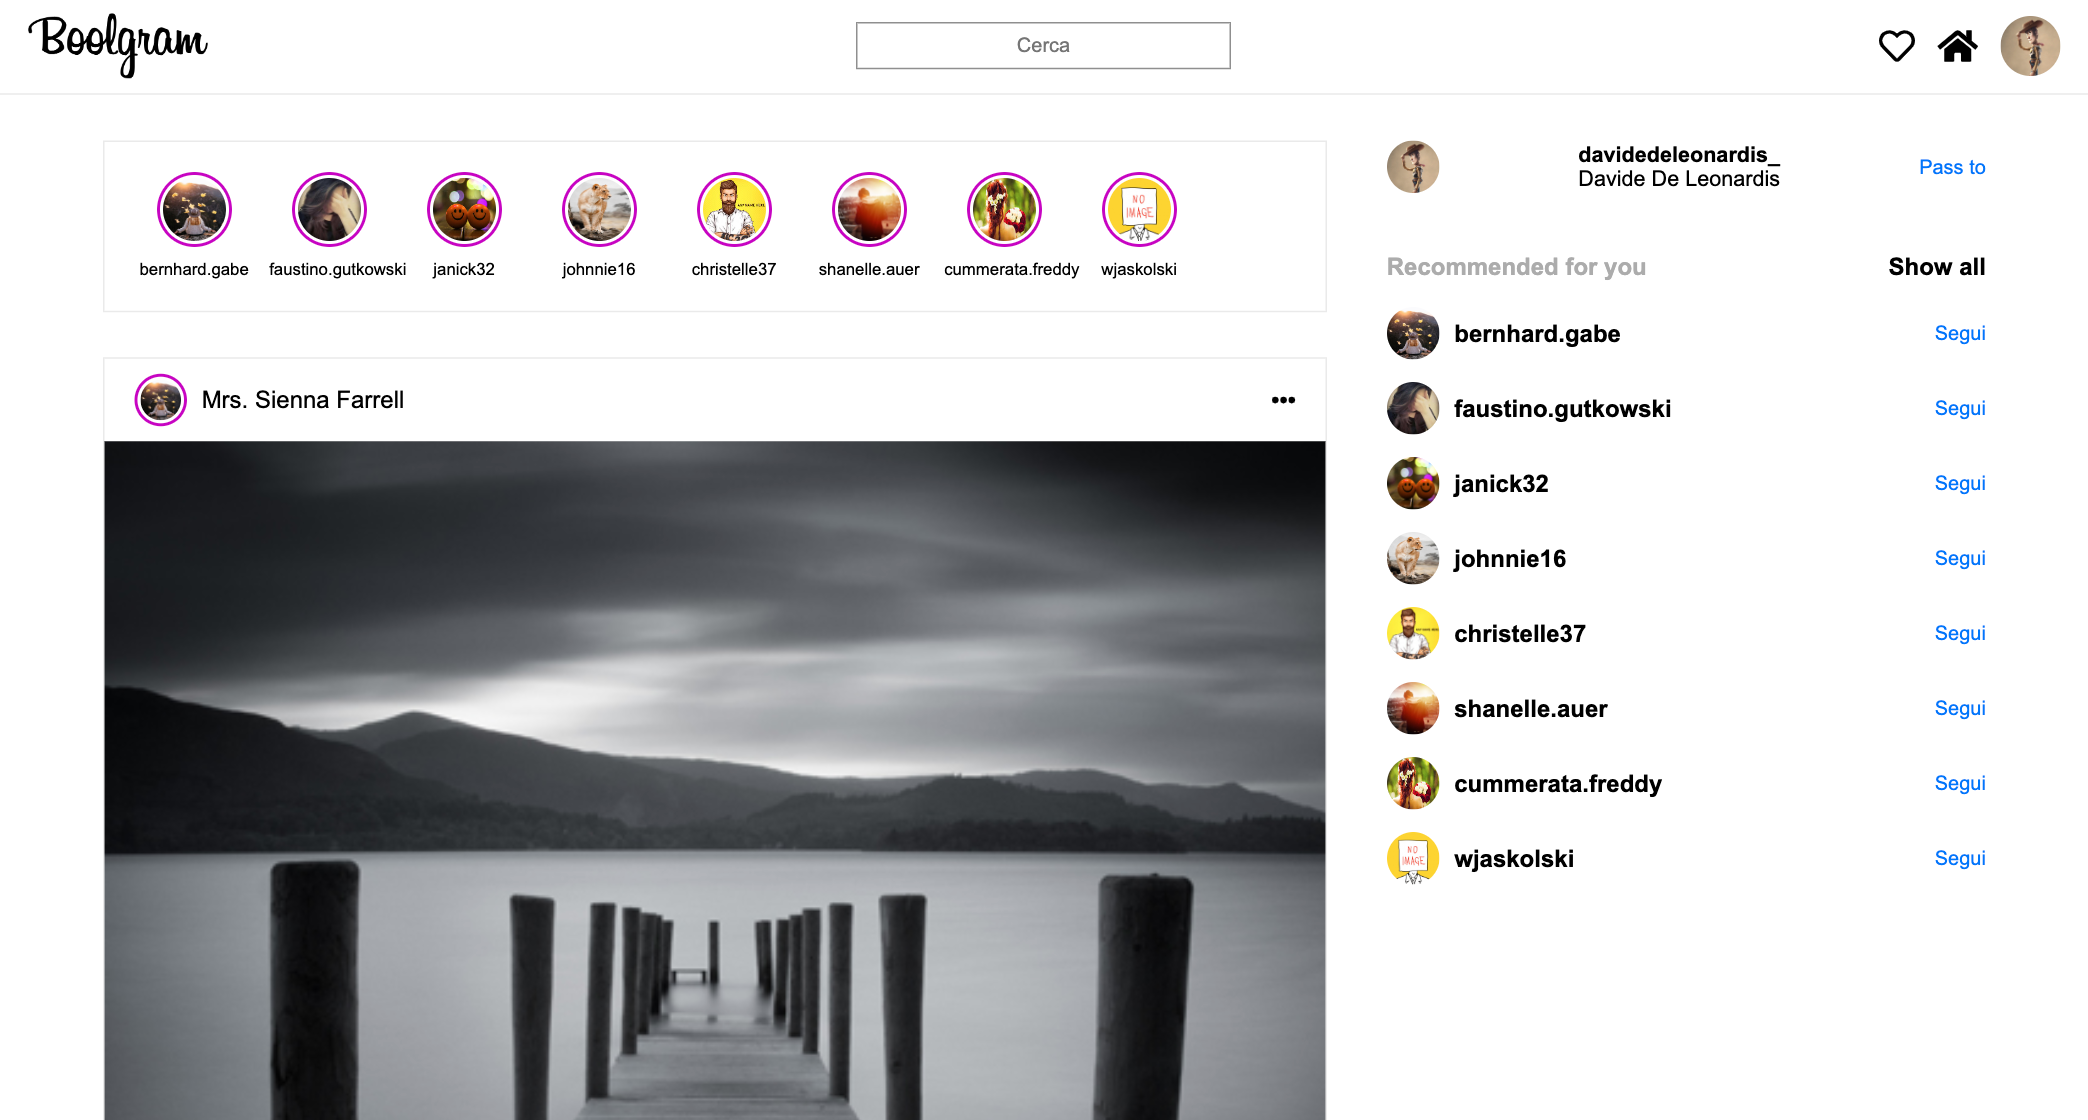 Boolgram
Cerca
bernhard.gabe
faustino.gutkowski
janick32
johnnie16
christelle37
shanelle.auer
cummerata.freddy
NO
IMAGE
wjaskolski
Mrs. Sienna Farrell
davidedeleonardis_
Davide De Leonardis
Pass to
Recommended for you
Show all
bernhard.gabe
Segui
faustino.gutkowski
Segui
janick32
Segui
johnnie16
Segui
christelle37
Segui
shanelle.auer
Segui
cummerata.freddy
Segui
NO
IMAGE
wjaskolski
Segui